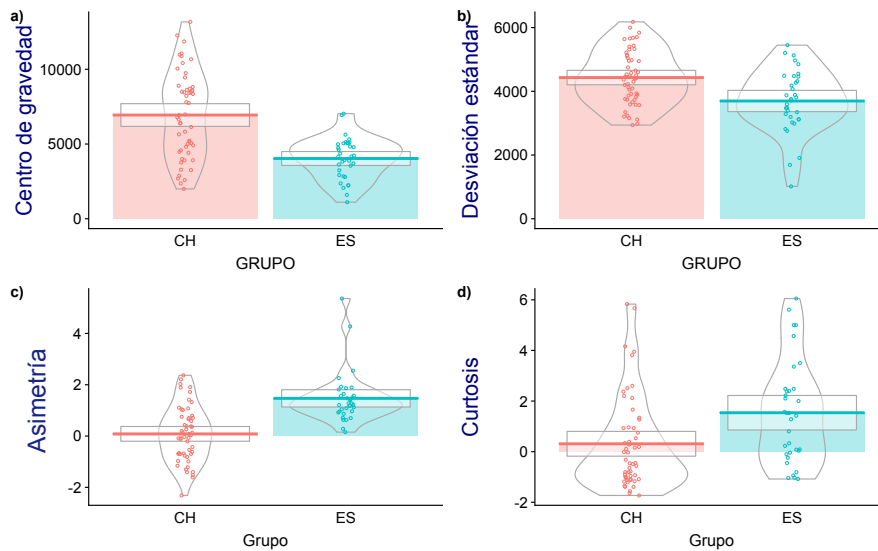 a)
Centro de gravedad
10000
5000
0
CH
ES
GRUPO
b)
Desviación estándar
6000
4000
2000
0
CH
ES
GRUPO
c)
Asimetría
4
2
0
-2
CH
ES
Grupo
d)
Curtosis
6
4
2
0
-2
CH
ES
Grupo